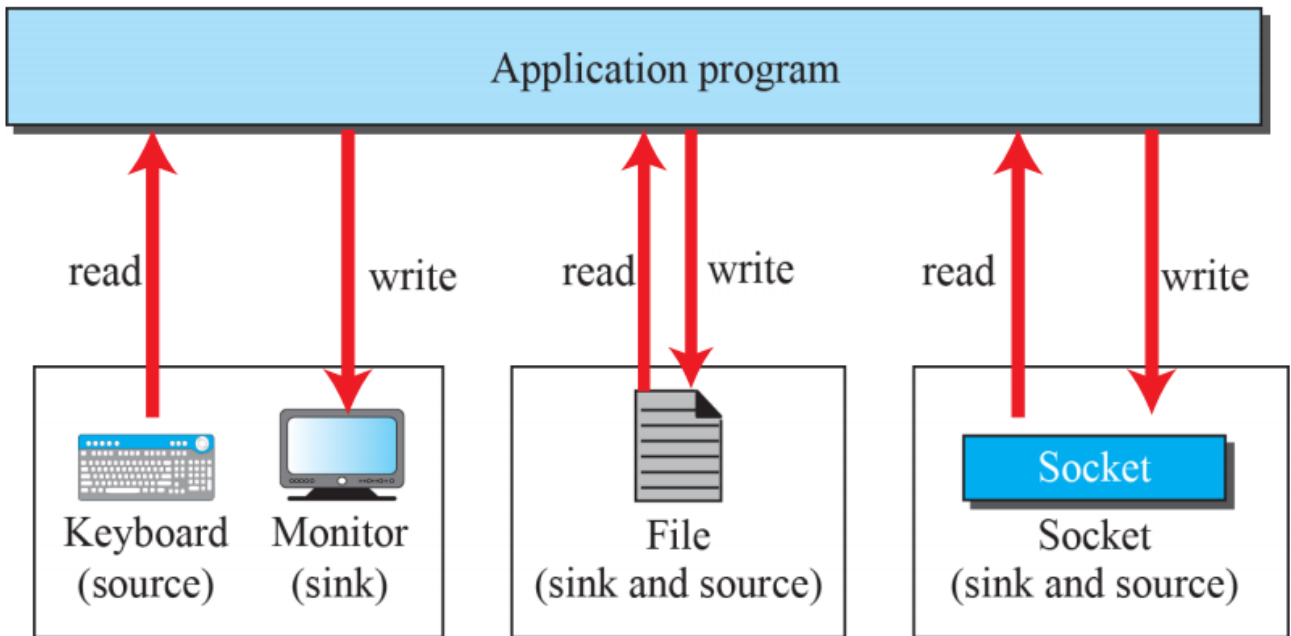 Application program
read
write
read
write
read
write
Socket
Keyboard
(source)
Monitor
(sink)
File
(sink and source)
Socket
(sink and source)